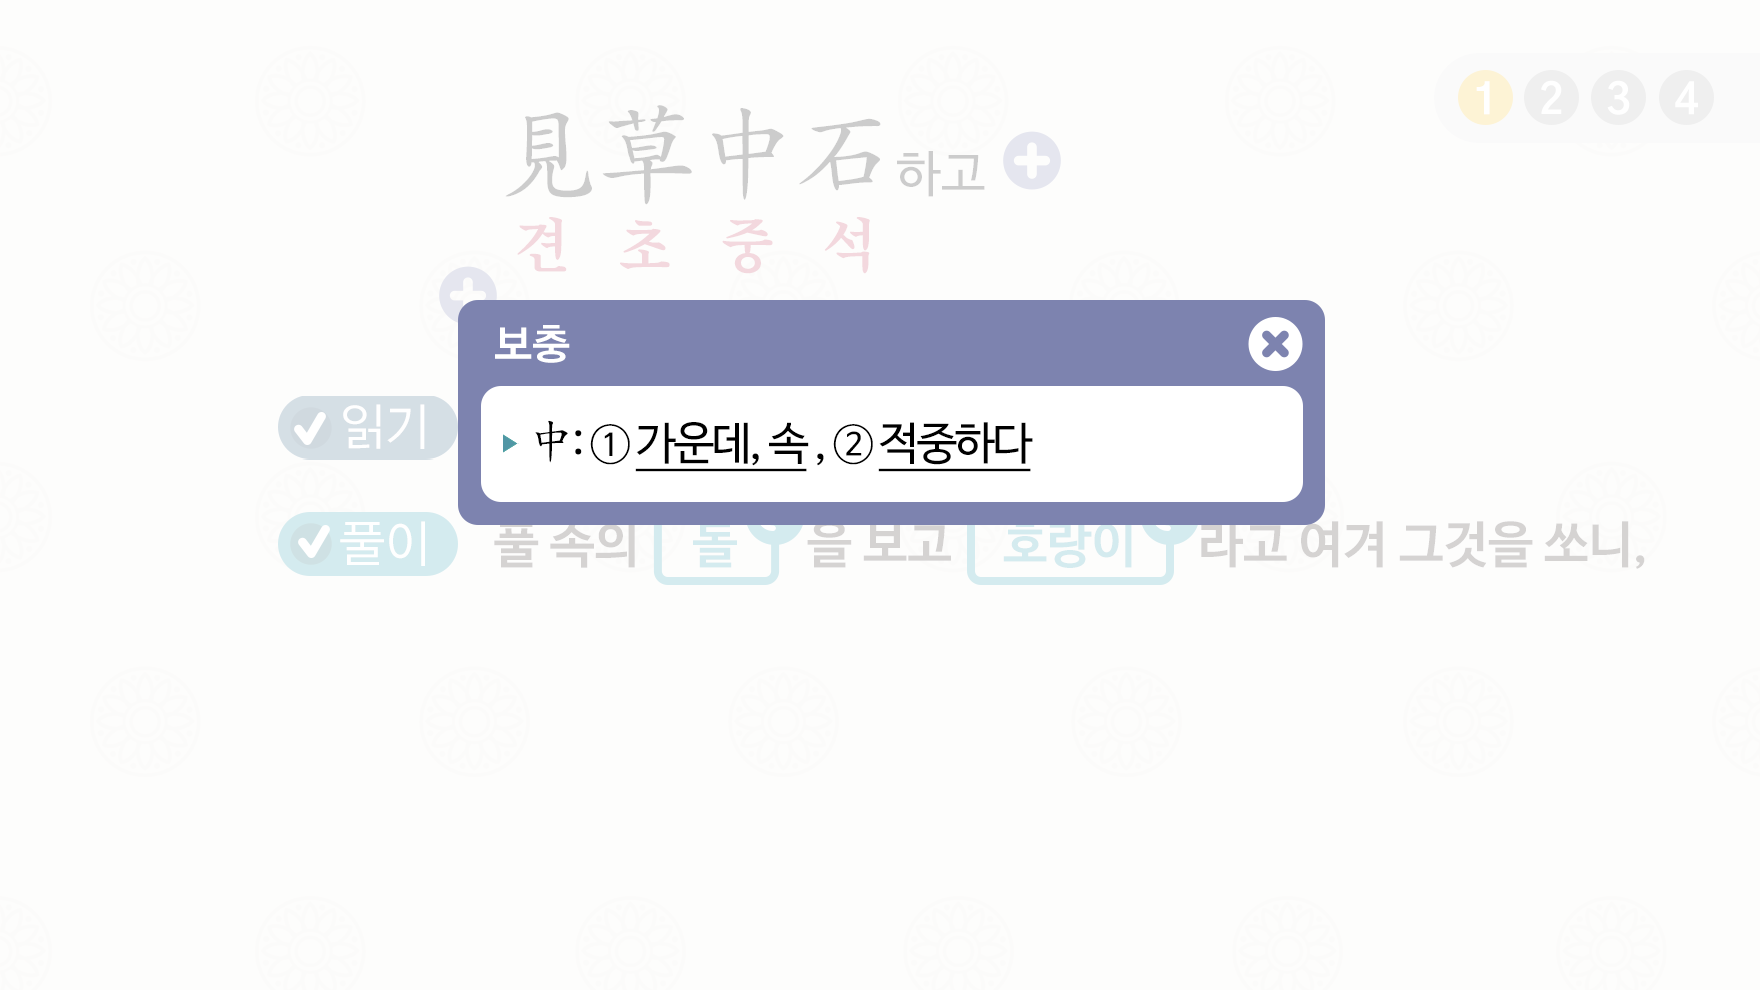 1 2 3 4
見草中石하고
견 초 중 석
보충
中: ① 가운데, 속 , ② 적중하다
읽기
풀이 풀 속의 돌 을 보고 호랑이 라고 여겨 그것을 쏘니,